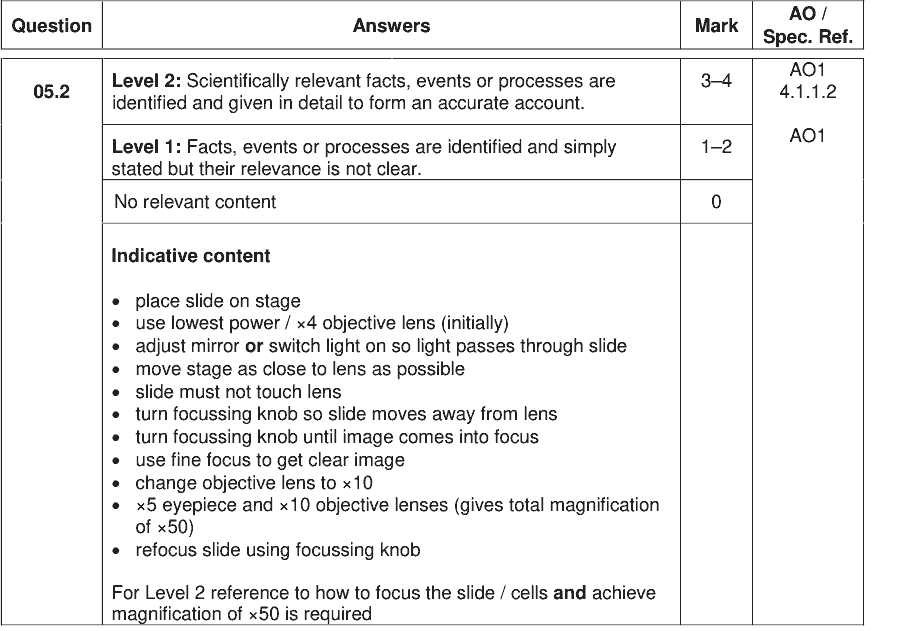 Question Answers Mark AO /
Spec. Ref.
05.2 Level 2: Scientifically relevant facts, events or processes are
identified and given in detail to form an accurate account. 3–4 AO1
4.1.1.2
Level 1: Facts, events or processes are identified and simply
stated but their relevance is not clear. 1–2 AO1
No relevant content 0
Indicative content
• place slide on stage
• use lowest power / ×4 objective lens (initially)
• adjust mirror or switch light on so light passes through slide
• move stage as close to lens as possible
• slide must not touch lens
• turn focussing knob so slide moves away from lens
• turn focussing knob until image comes into focus
• use fine focus to get clear image
• change objective lens to ×10
• ×5 eyepiece and ×10 objective lenses (gives total magnification
of ×50)
• refocus slide using focussing knob
For Level 2 reference to how to focus the slide / cells and achieve
magnification of ×50 is required